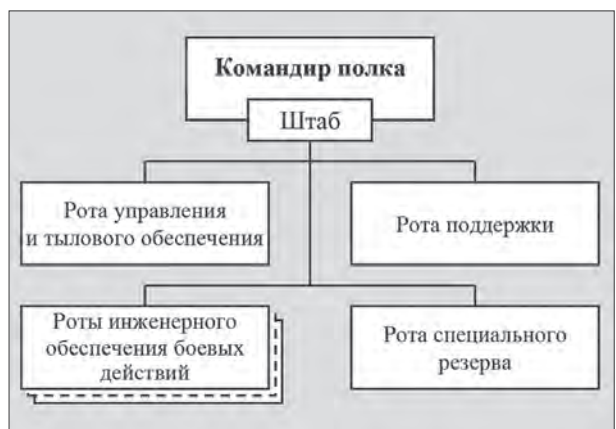 Командир полка
Штаб
Рота управления
и тылового обеспечения
Рота поддержки
Роты инженерного
обеспечения боевых
действий
Рота специального
резерва